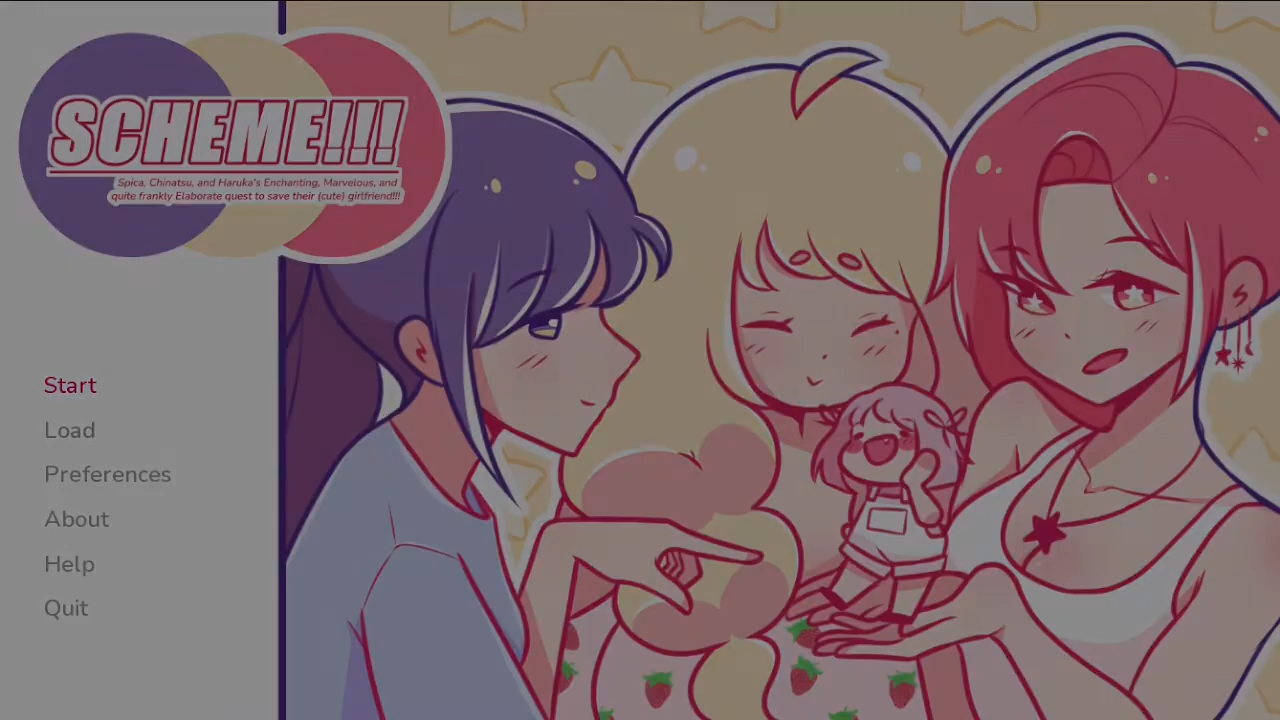 SCHEME!!!
Spica, Chinatsu, and Haruka's Enchanting, Marvelous, and
quite frankly Elaborate quest to save their (cute) girlfriend!!!
Start
Load
Preferences
About
Help
Quit